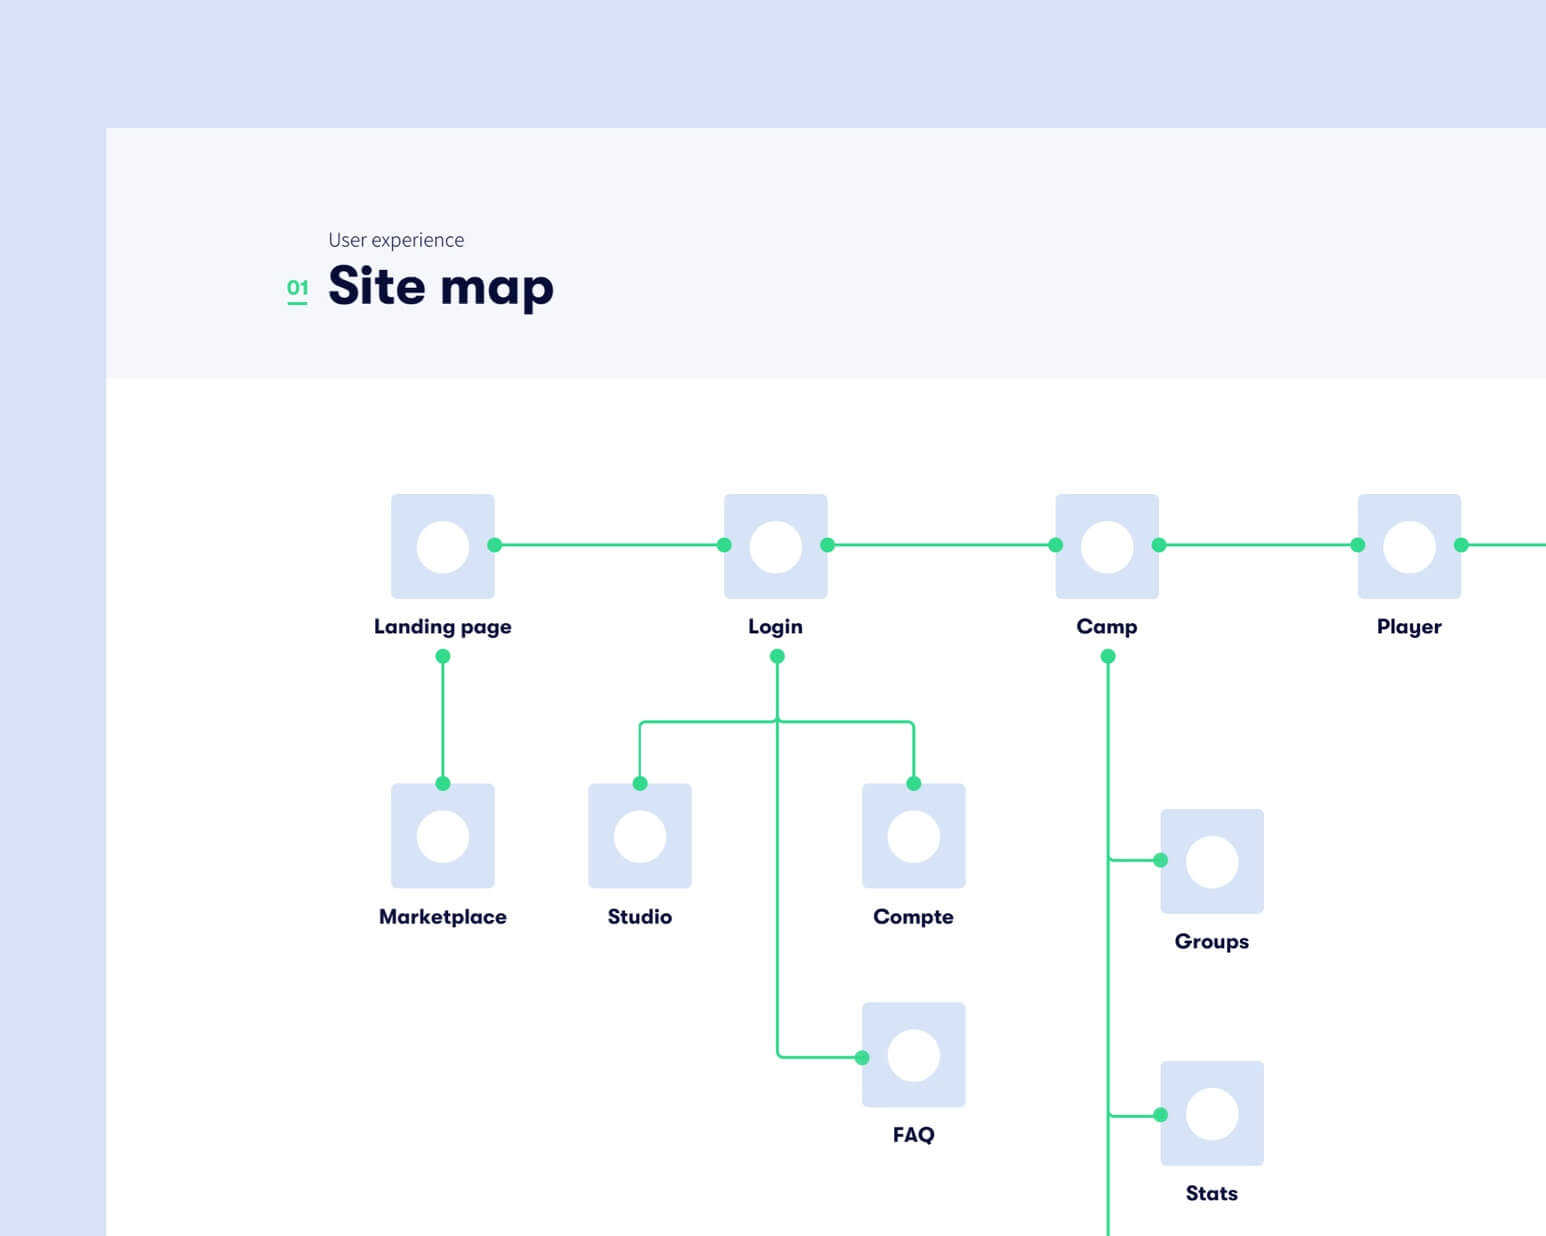 User experience
01 Site map
Landing page
Login
Camp
Player
Marketplace
Studio
Compte
Groups
FAQ
Stats